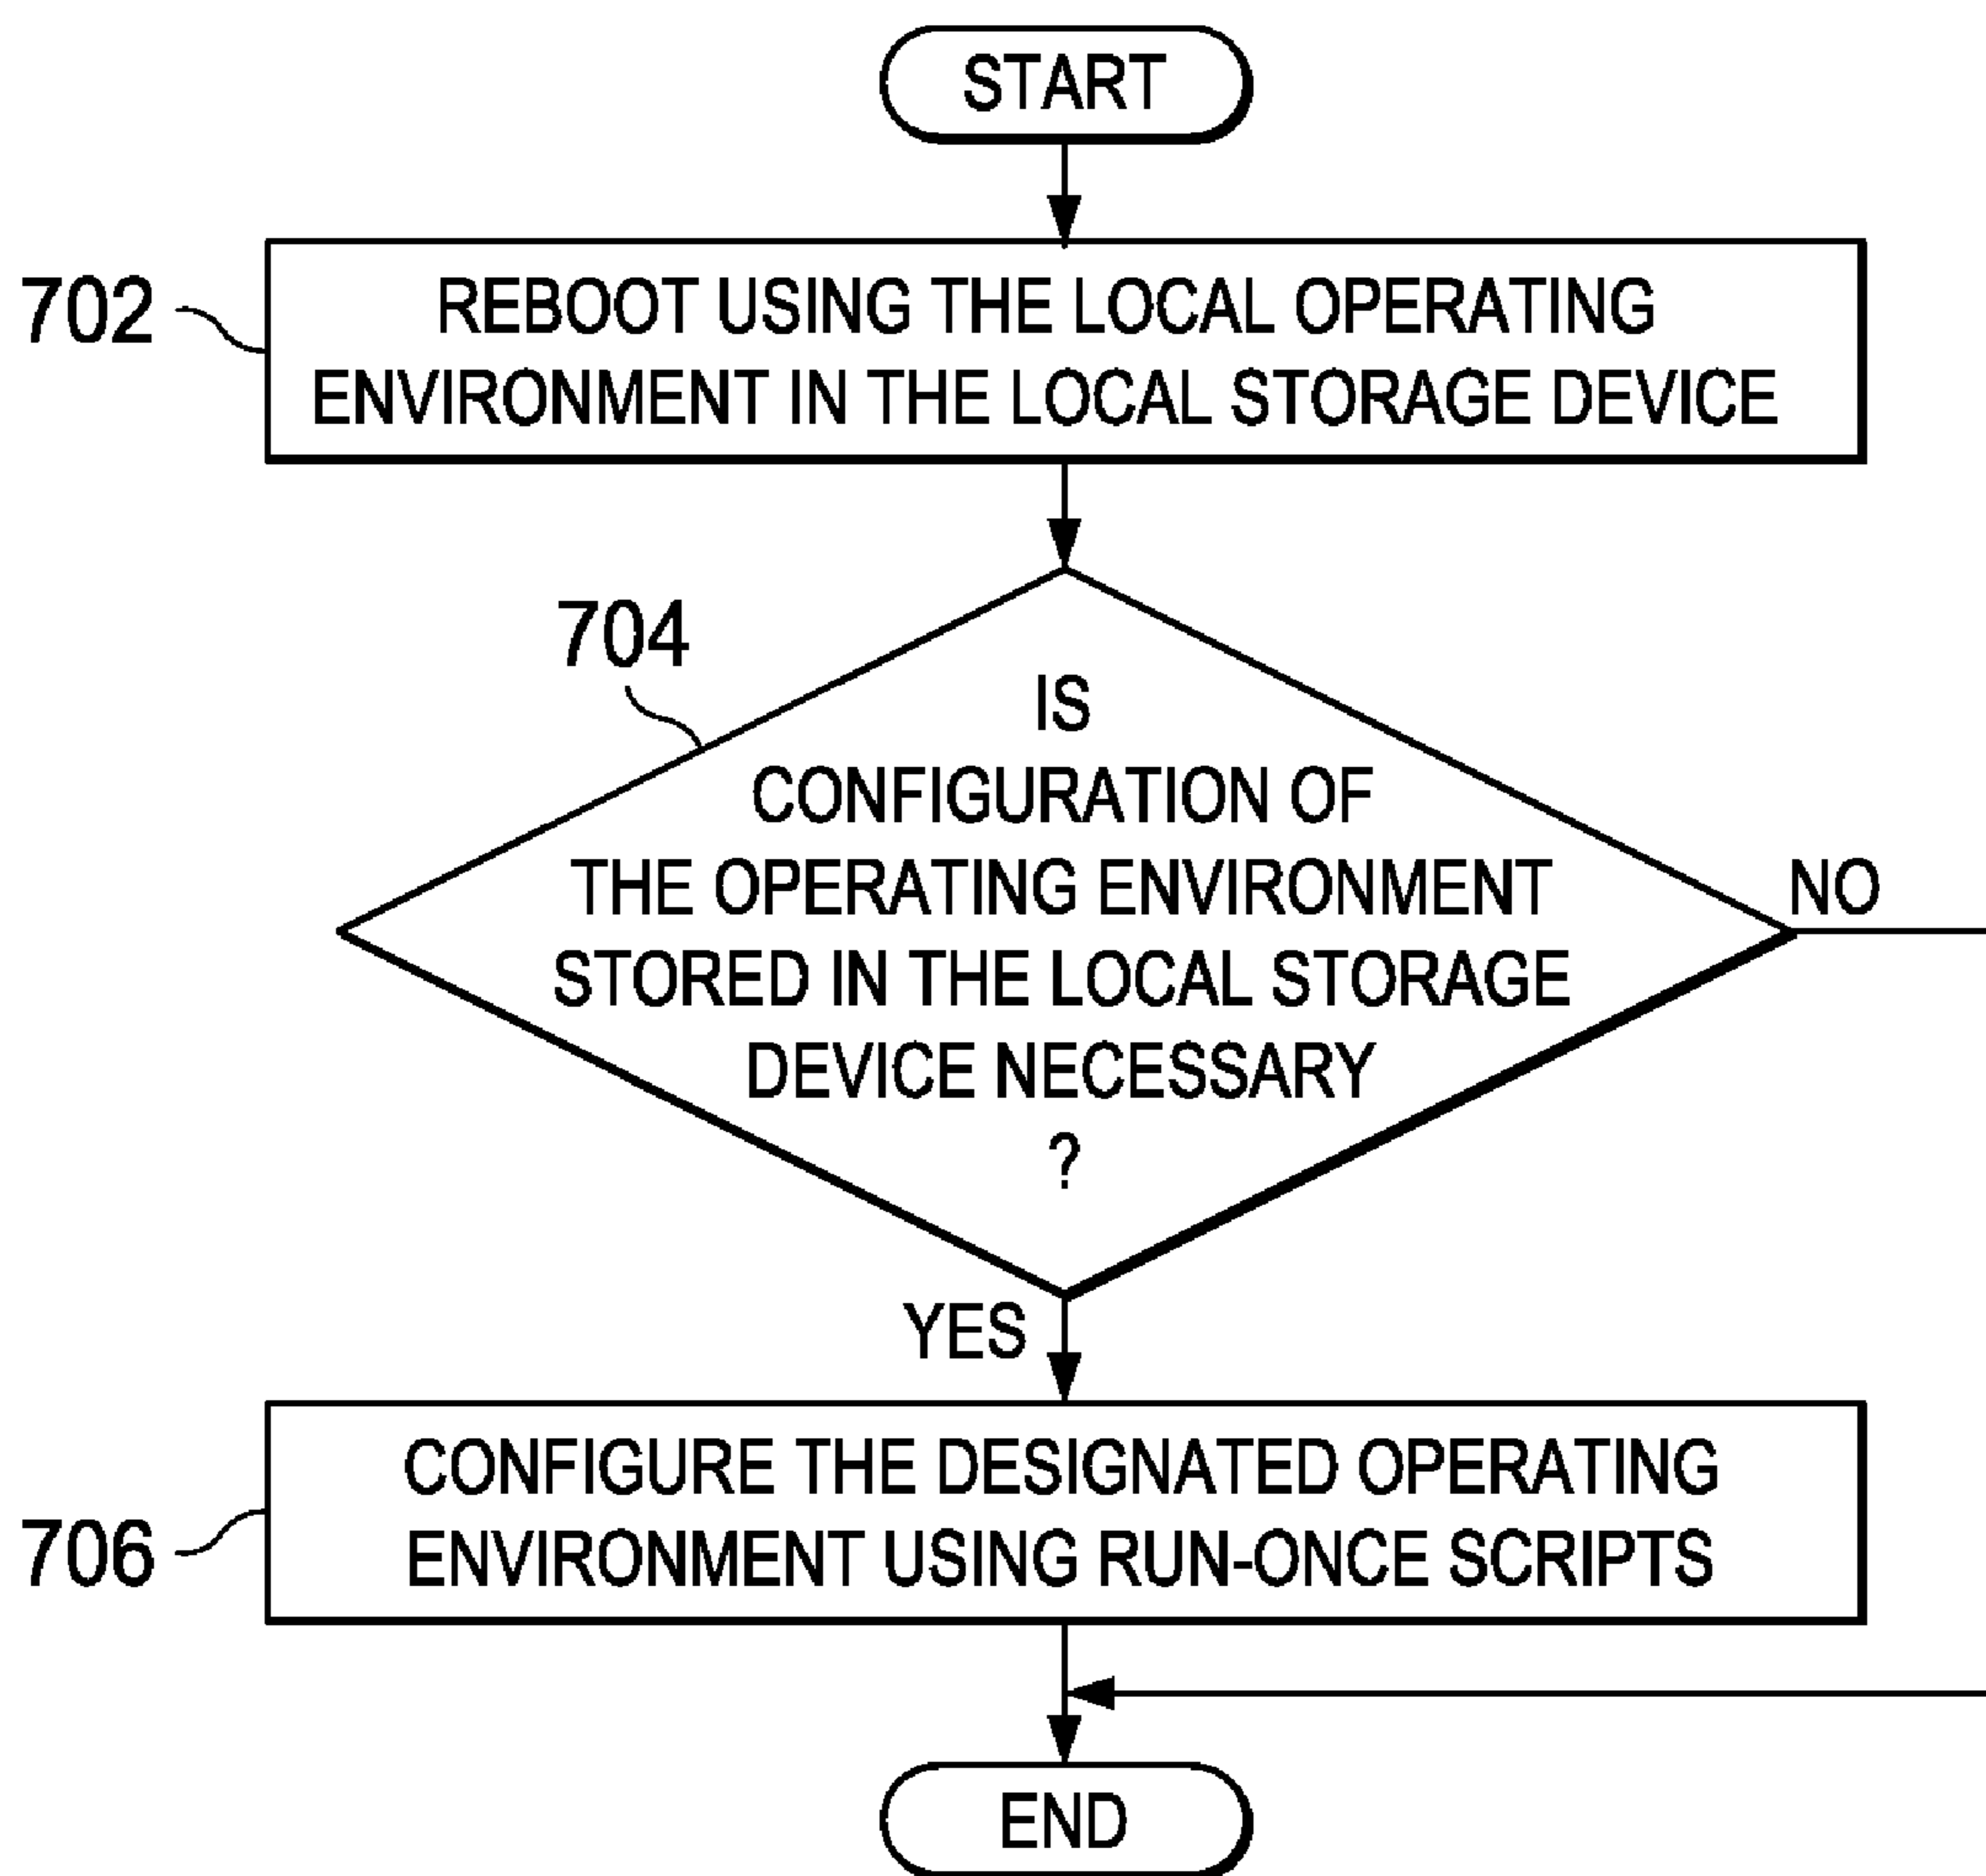 START
702
REBOOT USING THE LOCAL OPERATING
ENVIRONMENT IN THE LOCAL STORAGE DEVICE
704
IS
CONFIGURATION OF
THE OPERATING ENVIRONMENT
STORED IN THE LOCAL STORAGE
DEVICE NECESSARY
?
NO
YES
706
CONFIGURE THE DESIGNATED OPERATING
ENVIRONMENT USING RUN-ONCE SCRIPTS
END